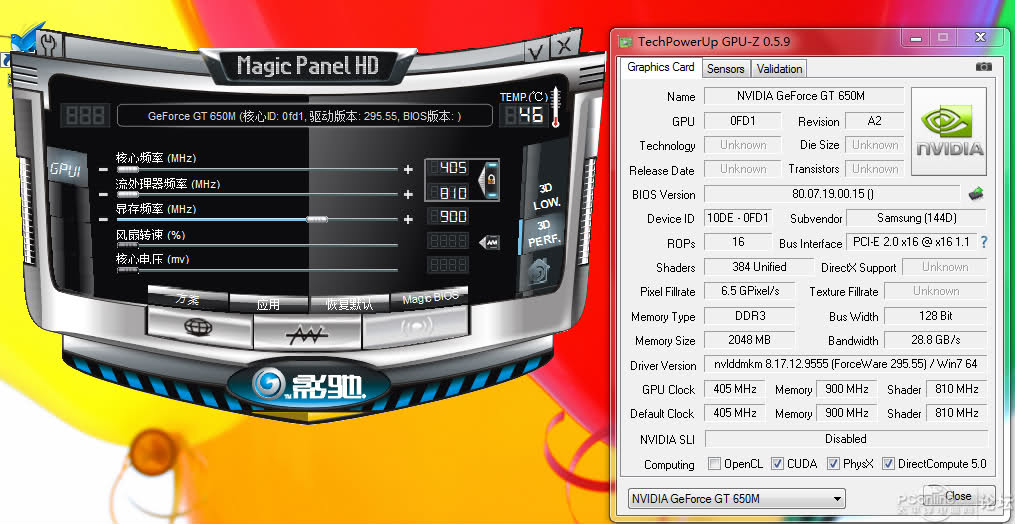 Magic Panel HD
TEMP.(℃)
46
GeForce GT 650M (核心ID: 0fd1, 驱动版本: 295.55, BIOS版本: )
GPU1
核心频率 (MHz)
- + 405
流处理器频率 (MHz)
- + 810
显存频率 (MHz)
- + 900
风扇转速 (%)
核心电压 (mv)
3D LOW.
3D PERF.
方案 应用 恢复默认 Magic BIOS
影驰
TechPowerUp GPU-Z 0.5.9
Graphics Card Sensors Validation
Name NVIDIA GeForce GT 650M
GPU 0FD1 Revision A2
Technology Unknown Die Size Unknown
Release Date Unknown Transistors Unknown
NVIDIA
BIOS Version 80.07.19.00.15 ()
Device ID 10DE - 0FD1 Subvendor Samsung (144D)
ROPs 16 Bus Interface PCI-E 2.0 x16 @ x16 1.1 ?
Shaders 384 Unified DirectX Support Unknown
Pixel Fillrate 6.5 GPixel/s Texture Fillrate Unknown
Memory Type DDR3 Bus Width 128 Bit
Memory Size 2048 MB Bandwidth 28.8 GB/s
Driver Version nvlddmkm 8.17.12.9555 (ForceWare 295.55) / Win7 64
GPU Clock 405 MHz Memory 900 MHz Shader 810 MHz
Default Clock 405 MHz Memory 900 MHz Shader 810 MHz
NVIDIA SLI Disabled
Computing OpenCL CUDA PhysX DirectCompute 5.0
NVIDIA GeForce GT 650M Close
PConline 论坛